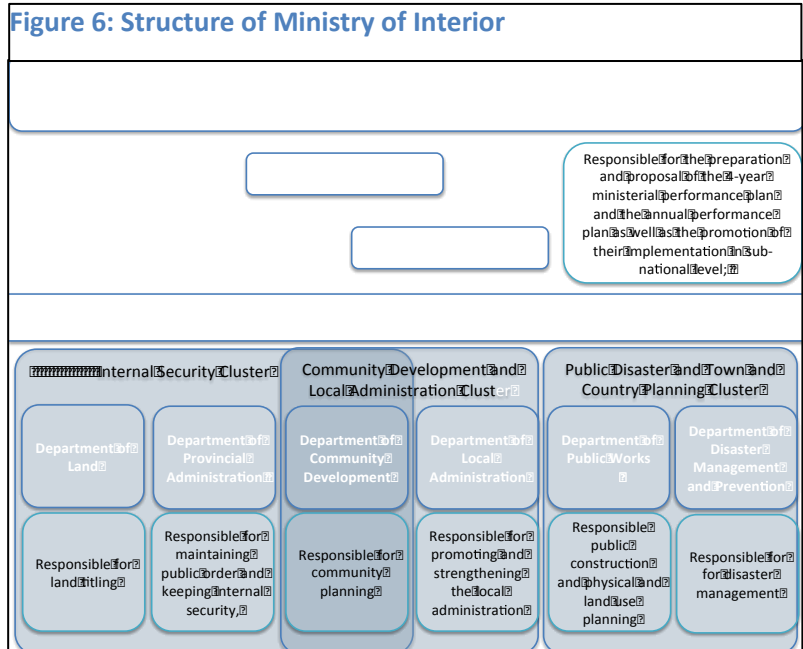 Figure 6: Structure of Ministry of Interior
Responsible for the preparation
and proposal of the 4-year
ministerial performance plan
and the annual performance
plan as well as the promotion of
their implementation in sub-
national level;
Internal Security Cluster
Community Development and
Local Administration Cluster
Public Disaster and Town and
Country Planning Cluster
Department of
Land
Department of
Provincial
Administration
Department of
Community
Development
Department of
Local
Administration
Department of
Public Works
Department of
Disaster
Management
and Prevention
Responsible for
land titling
Responsible for
maintaining
public order and
keeping internal
security,
Responsible for
community
planning
Responsible for
promoting and
strengthening
the local
administration
Responsible
public
construction
and physical and
land use
planning
Responsible for
for disaster
management